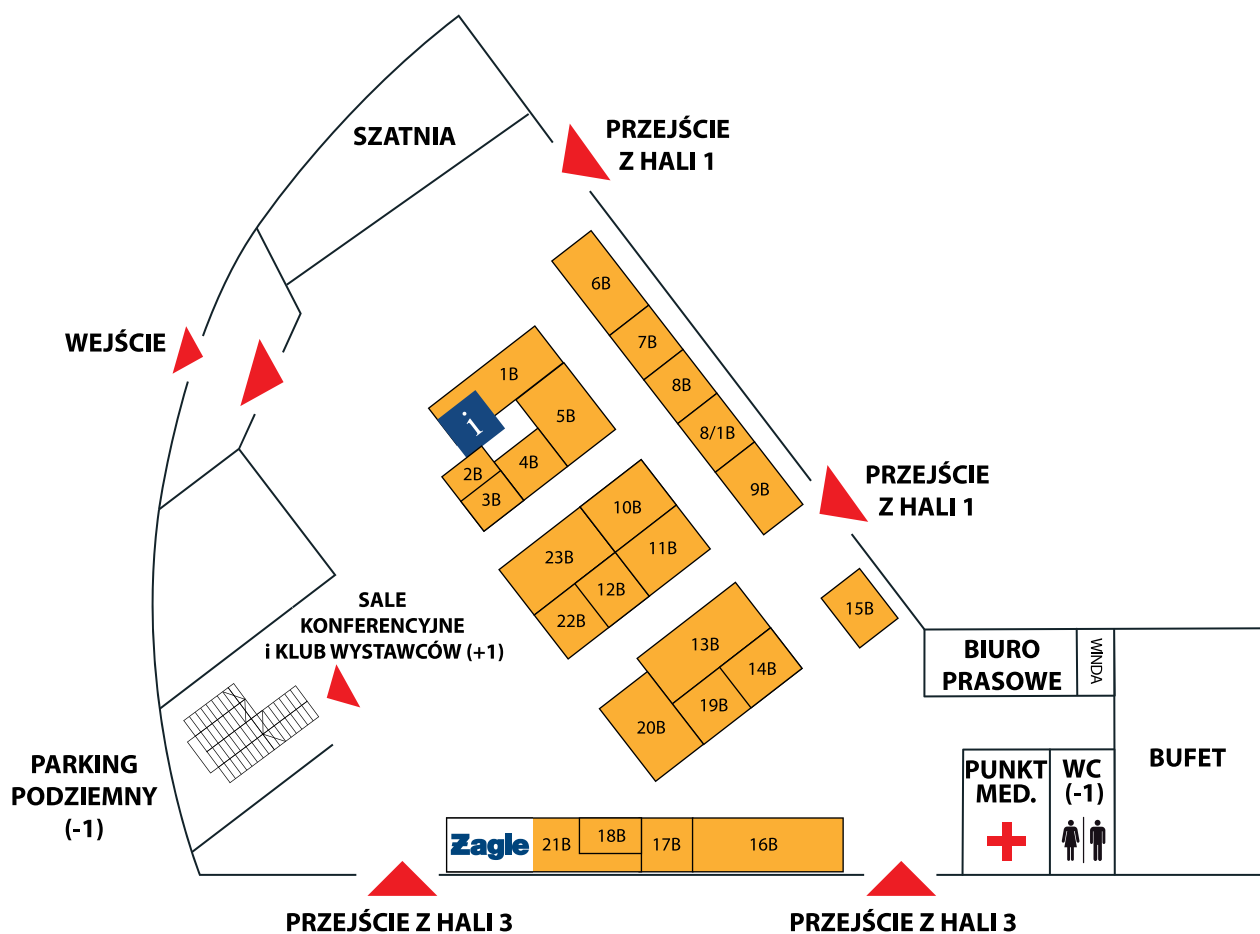 SZATNIA
PRZEJŚCIE
Z HALI 1
WEJŚCIE
6B
7B
8B
8/1B
9B
1B
i
5B
2B
4B
3B
PRZEJŚCIE
Z HALI 1
10B
23B
11B
12B
22B
SALE
KONFERENCYJNE
i KLUB WYSTAWCÓW (+1)
15B
13B
14B
19B
20B
BIURO
PRASOWE
WINDA
PARKING
PODZIEMNY
(-1)
BUFET
PUNKT
MED.
WC
(-1)
Żagle
21B
18B
17B
16B
PRZEJŚCIE Z HALI 3
PRZEJŚCIE Z HALI 3